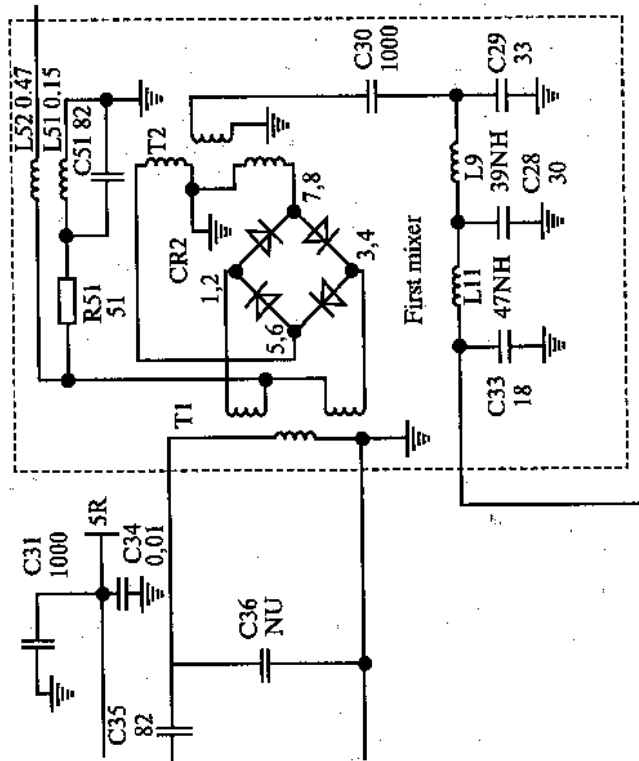 L52 0.47
L51 0.15
C51 82
R51
51
T2
CR2
1,2
7,8
3,4
5,6
T1
C30
1000
C29
33
L9
39NH
C28
30
First mixer
L11
47NH
C33
18
C31
1000
5R
C34
0,01
C36
NU
C35
82